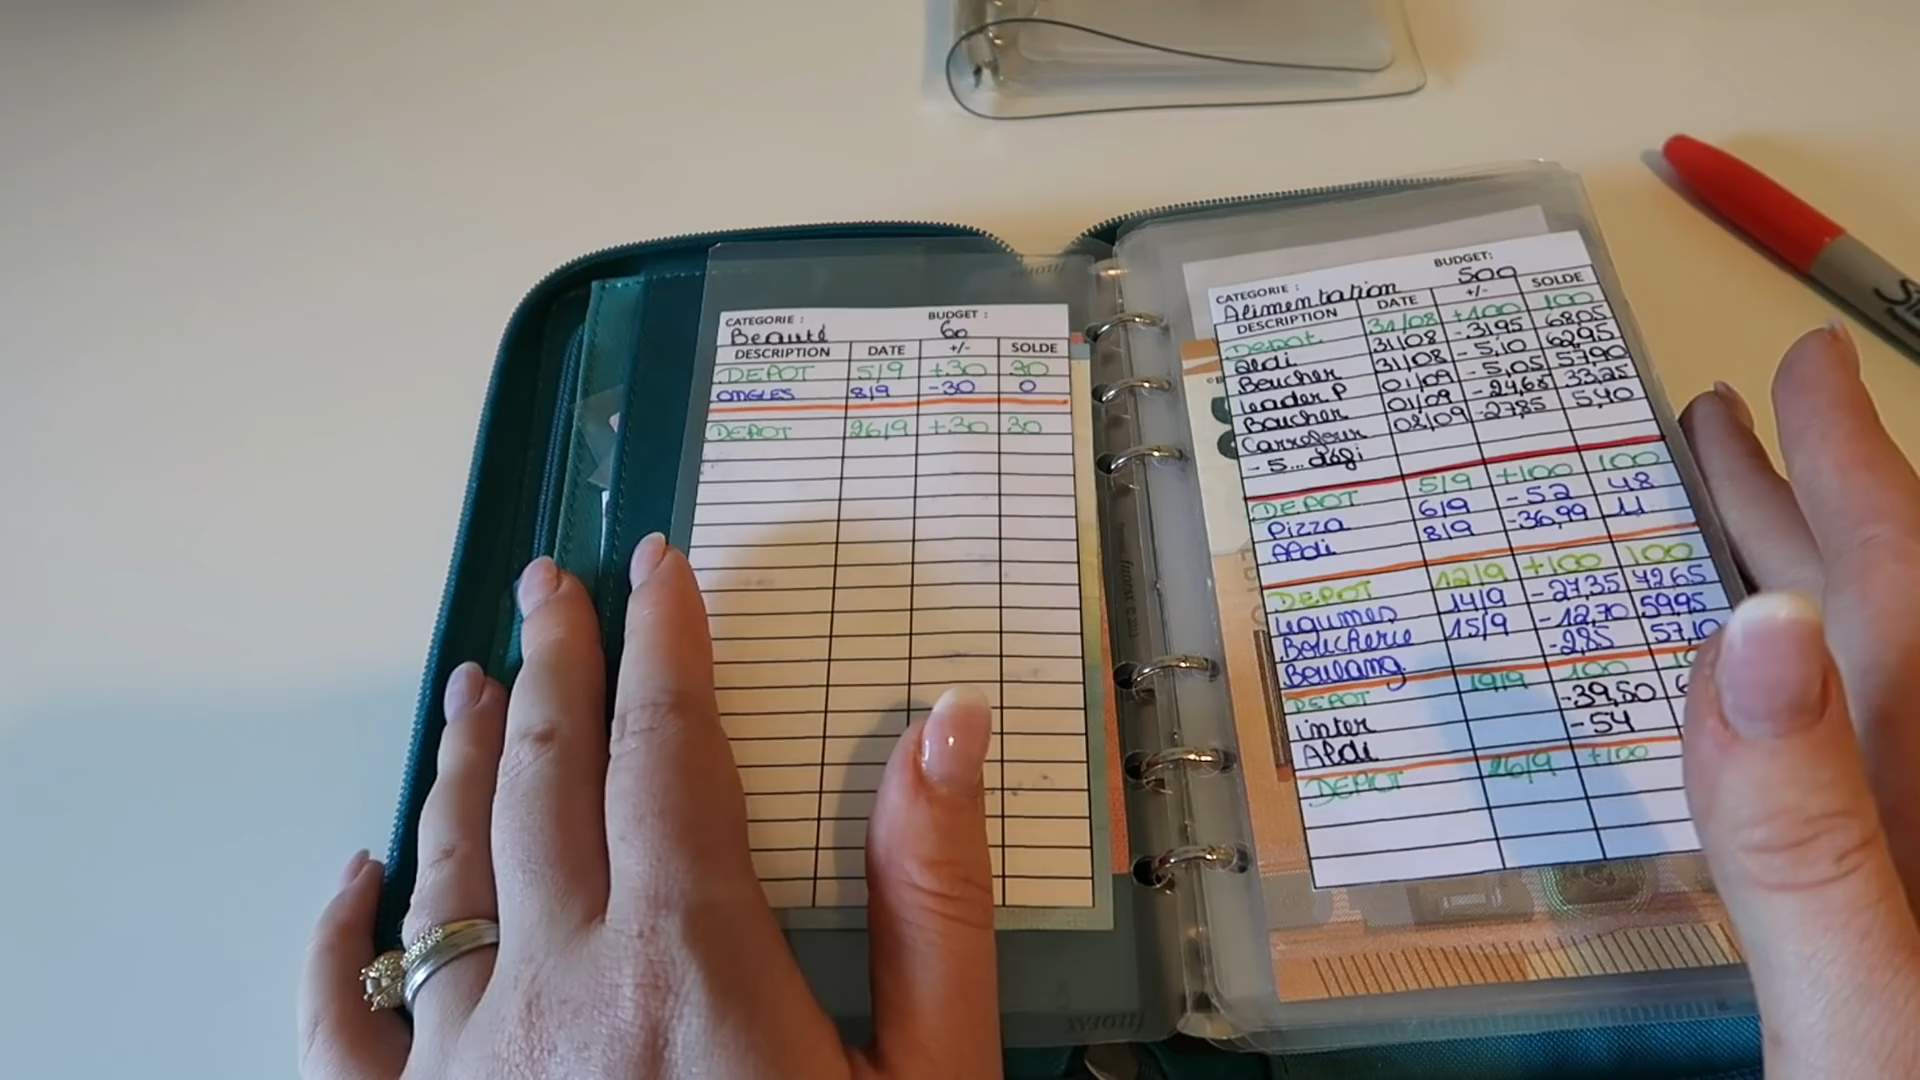 CATEGORIE : BUDGET :
Beauté 60
DESCRIPTION DATE +/- SOLDE
DEPOT 5/9 +30 30
ONGLES 8/9 -30 0
DEPOT 26/9 +30 30
CATEGORIE : BUDGET:
Alimentation 500
DESCRIPTION DATE +/- SOLDE
Depot 31/08 +100 100
aldi 31/08 -31,95 68,05
Boucher 31/08 -5,10 62,95
leader P 01/09 -5,05 57,90
Boucher 01/09 -24,65 33,25
Carrefour 02/09 -27,85 5,40
-5...
DEPOT 5/9 +100 100
Pizza 6/9 -52 48
Aldi 8/9 -36,99 11
DEPOT 12/9 +100 100
legumes 14/9 -27,35 72,65
Boucherie 15/9 -12,70 59,95
Boulang. -2,85 57,10
DEPOT 19/9 100
inter -39,50
Aldi -54
DEPOT 26/9 +100